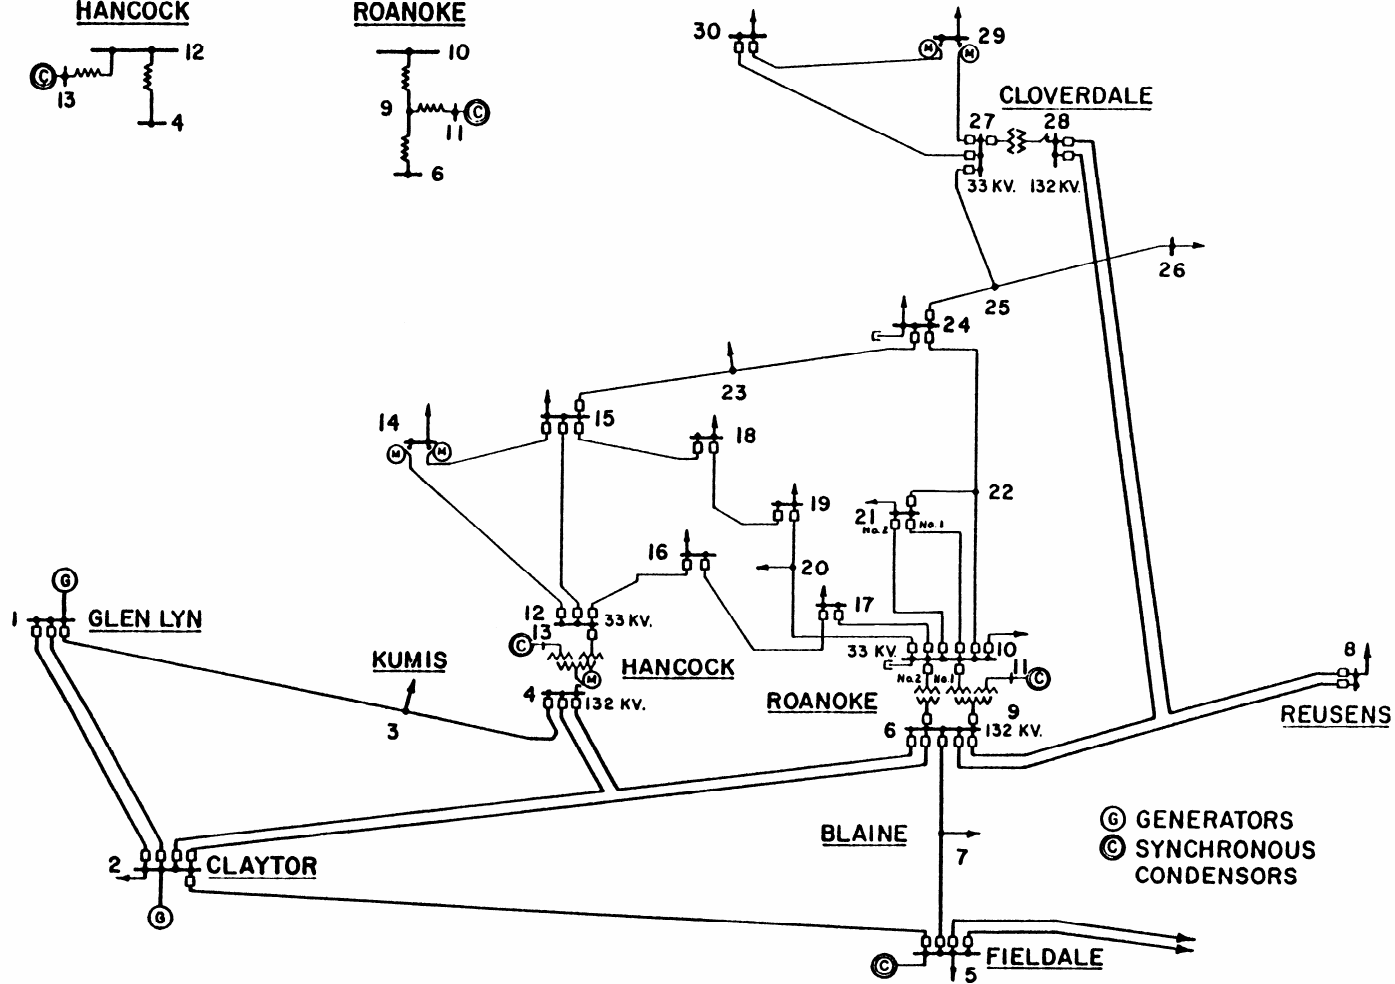 HANCOCK
ROANOKE
12
C
13
4
10
9
C
11
6
30
M
29
M
CLOVERDALE
27
28
33 KV.
132 KV.
26
25
24
23
14
M
M
15
18
19
22
21
No.2
No.1
16
20
17
G
1
GLEN LYN
12
33 KV.
13
C
KUMIS
HANCOCK
M
3
4
132 KV.
33 KV.
10
No.2
No.1
11
C
ROANOKE
9
6
132 KV.
8
REUSENS
BLAINE
7
2
CLAYTOR
G
G GENERATORS
C SYNCHRONOUS
CONDENSORS
C
5
FIELDALE